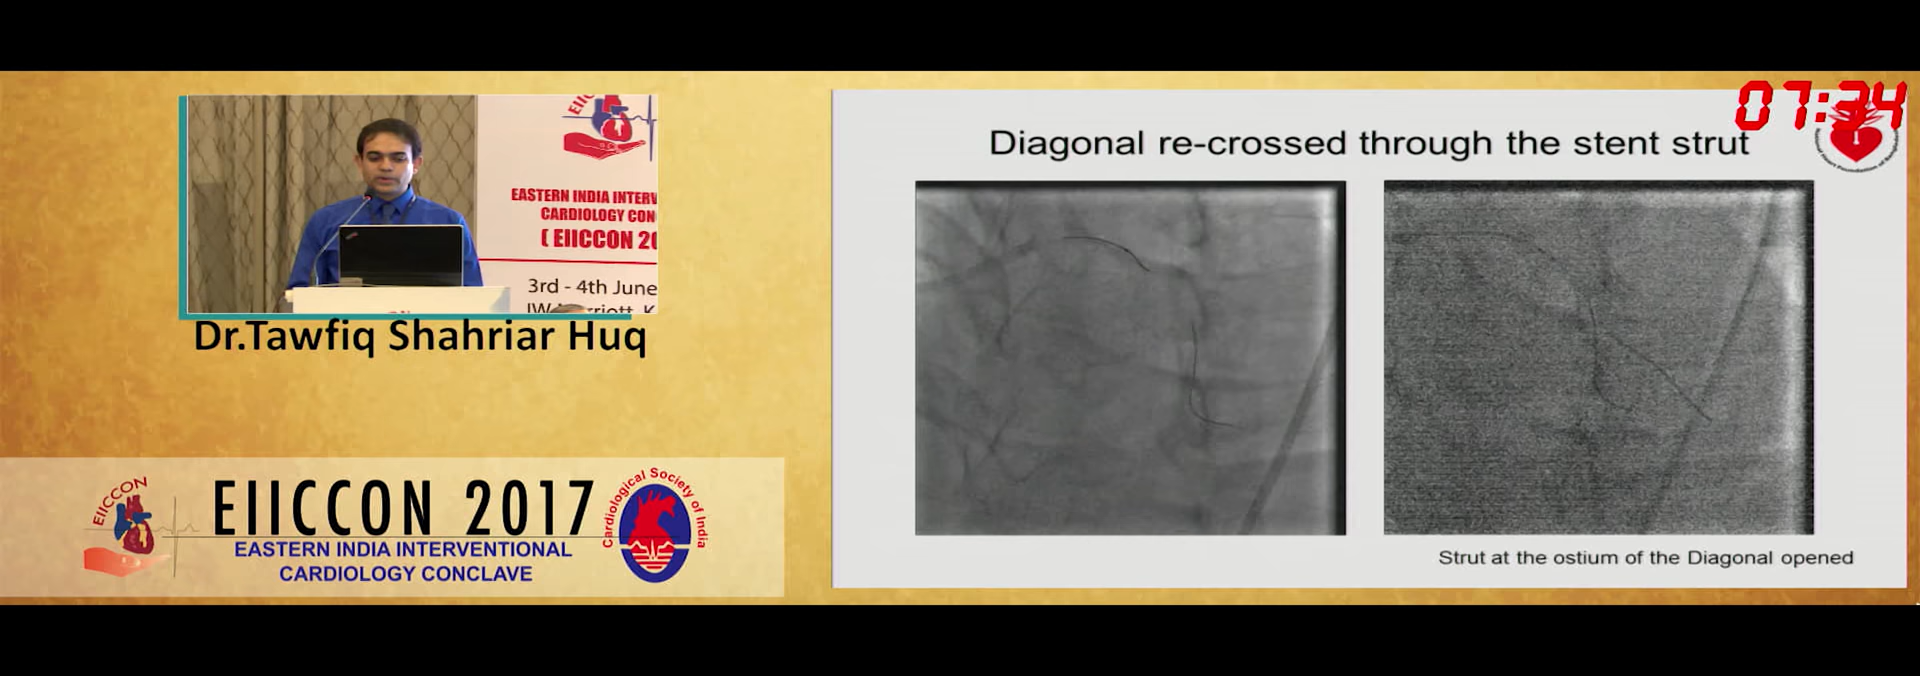 EASTERN INDIA INTERV
CARDIOLOGY CON
( EIICCON 20
3rd - 4th June
Dr.Tawfiq Shahriar Huq
EIICCON
EIICCON 2017
EASTERN INDIA INTERVENTIONAL
CARDIOLOGY CONCLAVE
Cardiological Society of India
07:34
Diagonal re-crossed through the stent strut
Strut at the ostium of the Diagonal opened